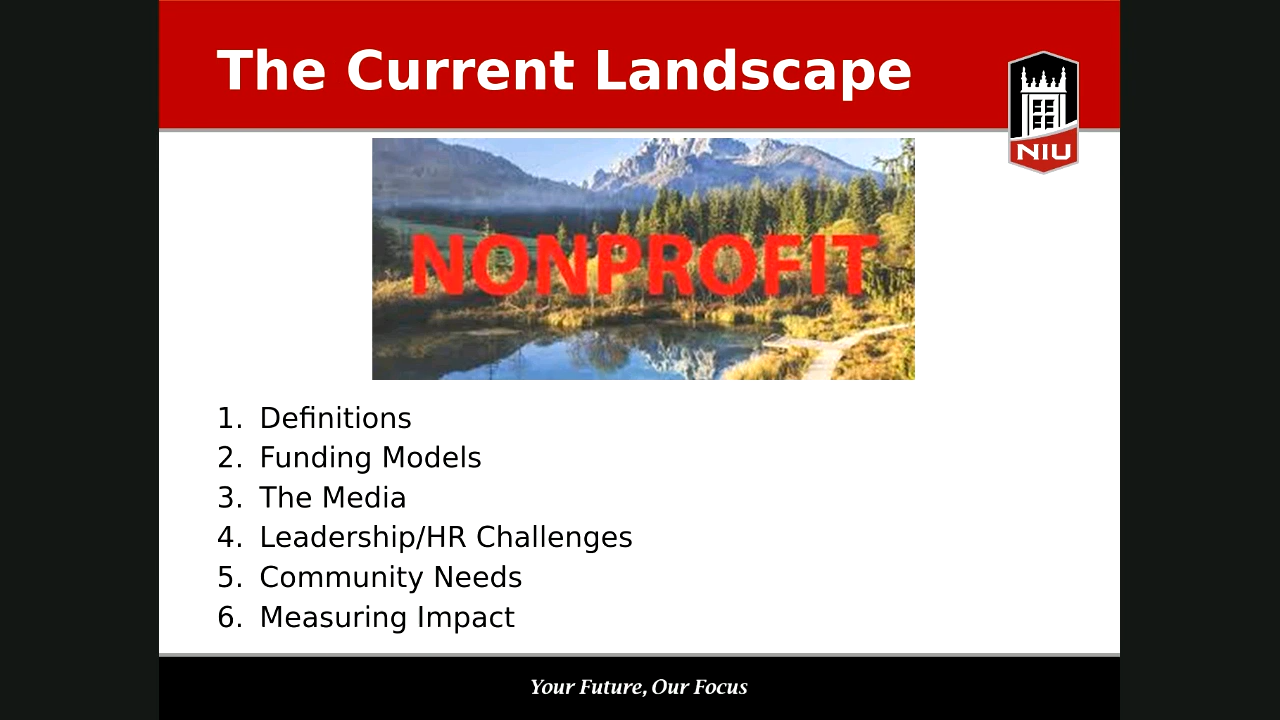 The Current Landscape
NIU
NONPROFIT
1. Definitions
2. Funding Models
3. The Media
4. Leadership/HR Challenges
5. Community Needs
6. Measuring Impact
Your Future, Our Focus